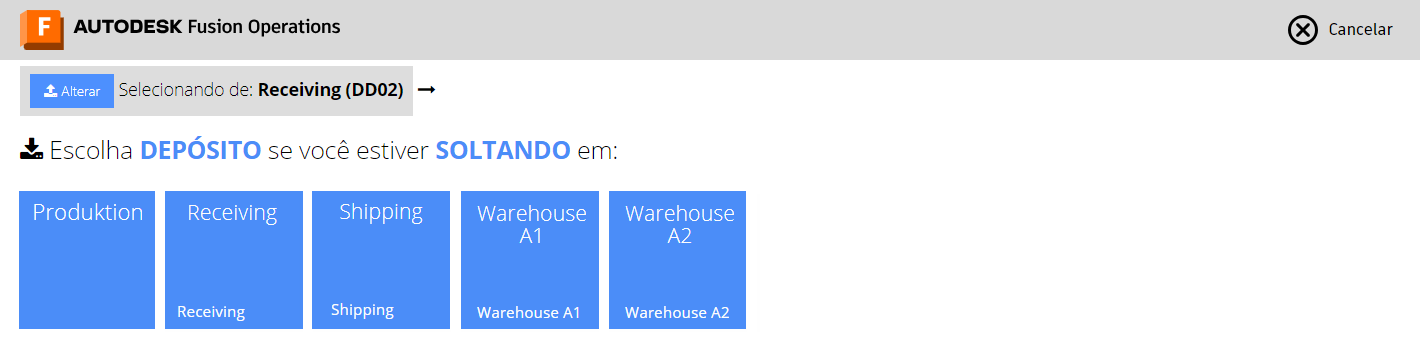 AUTODESK Fusion Operations
Cancelar
Alterar Selecionando de: Receiving (DD02)
Escolha DEPÓSITO se você estiver SOLTANDO em:
Produktion
Receiving
Receiving
Shipping
Shipping
Warehouse
A1
Warehouse A1
Warehouse
A2
Warehouse A2